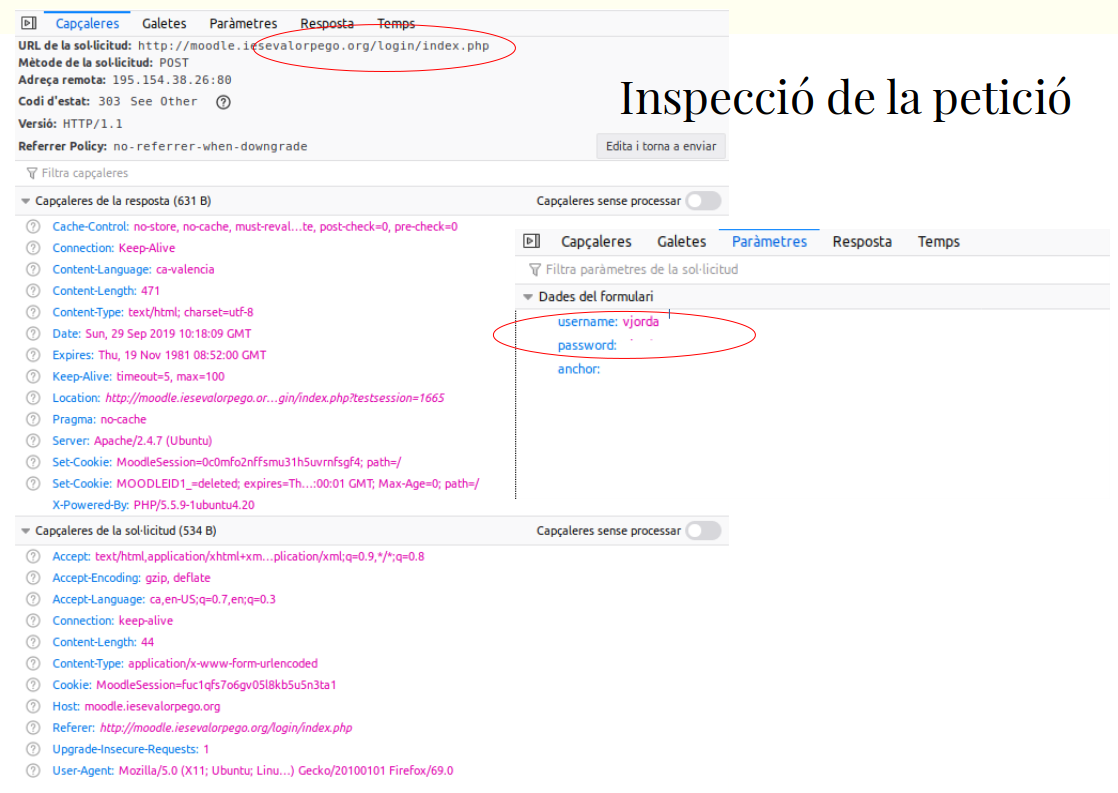 Capçaleres Galetes Paràmetres Resposta Temps
URL de la sol·licitud: http://moodle.iesevalorpego.org/login/index.php
Mètode de la sol·licitud: POST
Adreça remota: 195.154.38.26:80
Codi d'estat: 303 See Other ?
Versió: HTTP/1.1
Referrer Policy: no-referrer-when-downgrade
Edita i torna a enviar
Inspecció de la petició
Filtra capçaleres
Capçaleres de la resposta (631 B) Capçaleres sense processar
? Cache-Control: no-store, no-cache, must-reval…te, post-check=0, pre-check=0
? Connection: Keep-Alive
? Content-Language: ca-valencia
? Content-Length: 471
? Content-Type: text/html; charset=utf-8
? Date: Sun, 29 Sep 2019 10:18:09 GMT
? Expires: Thu, 19 Nov 1981 08:52:00 GMT
? Keep-Alive: timeout=5, max=100
? Location: http://moodle.iesevalorpego.or…gin/index.php?testsession=1665
? Pragma: no-cache
? Server: Apache/2.4.7 (Ubuntu)
? Set-Cookie: MoodleSession=0c0mfo2nffsmu31h5uvrnfsgf4; path=/
? Set-Cookie: MOODLEID1_=deleted; expires=Th…:00:01 GMT; Max-Age=0; path=/
X-Powered-By: PHP/5.5.9-1ubuntu4.20
Capçaleres Galetes Paràmetres Resposta Temps
Filtra paràmetres de la sol·licitud
Dades del formulari
username: vjorda
password:
anchor:
Capçaleres de la sol·licitud (534 B) Capçaleres sense processar
? Accept: text/html,application/xhtml+xm…plication/xml;q=0.9,*/*;q=0.8
? Accept-Encoding: gzip, deflate
? Accept-Language: ca,en-US;q=0.7,en;q=0.3
? Connection: keep-alive
? Content-Length: 44
? Content-Type: application/x-www-form-urlencoded
? Cookie: MoodleSession=fuc1qfs7o6gv05l8kb5u5n3ta1
? Host: moodle.iesevalorpego.org
? Referer: http://moodle.iesevalorpego.org/login/index.php
? Upgrade-Insecure-Requests: 1
? User-Agent: Mozilla/5.0 (X11; Ubuntu; Linu…) Gecko/20100101 Firefox/69.0